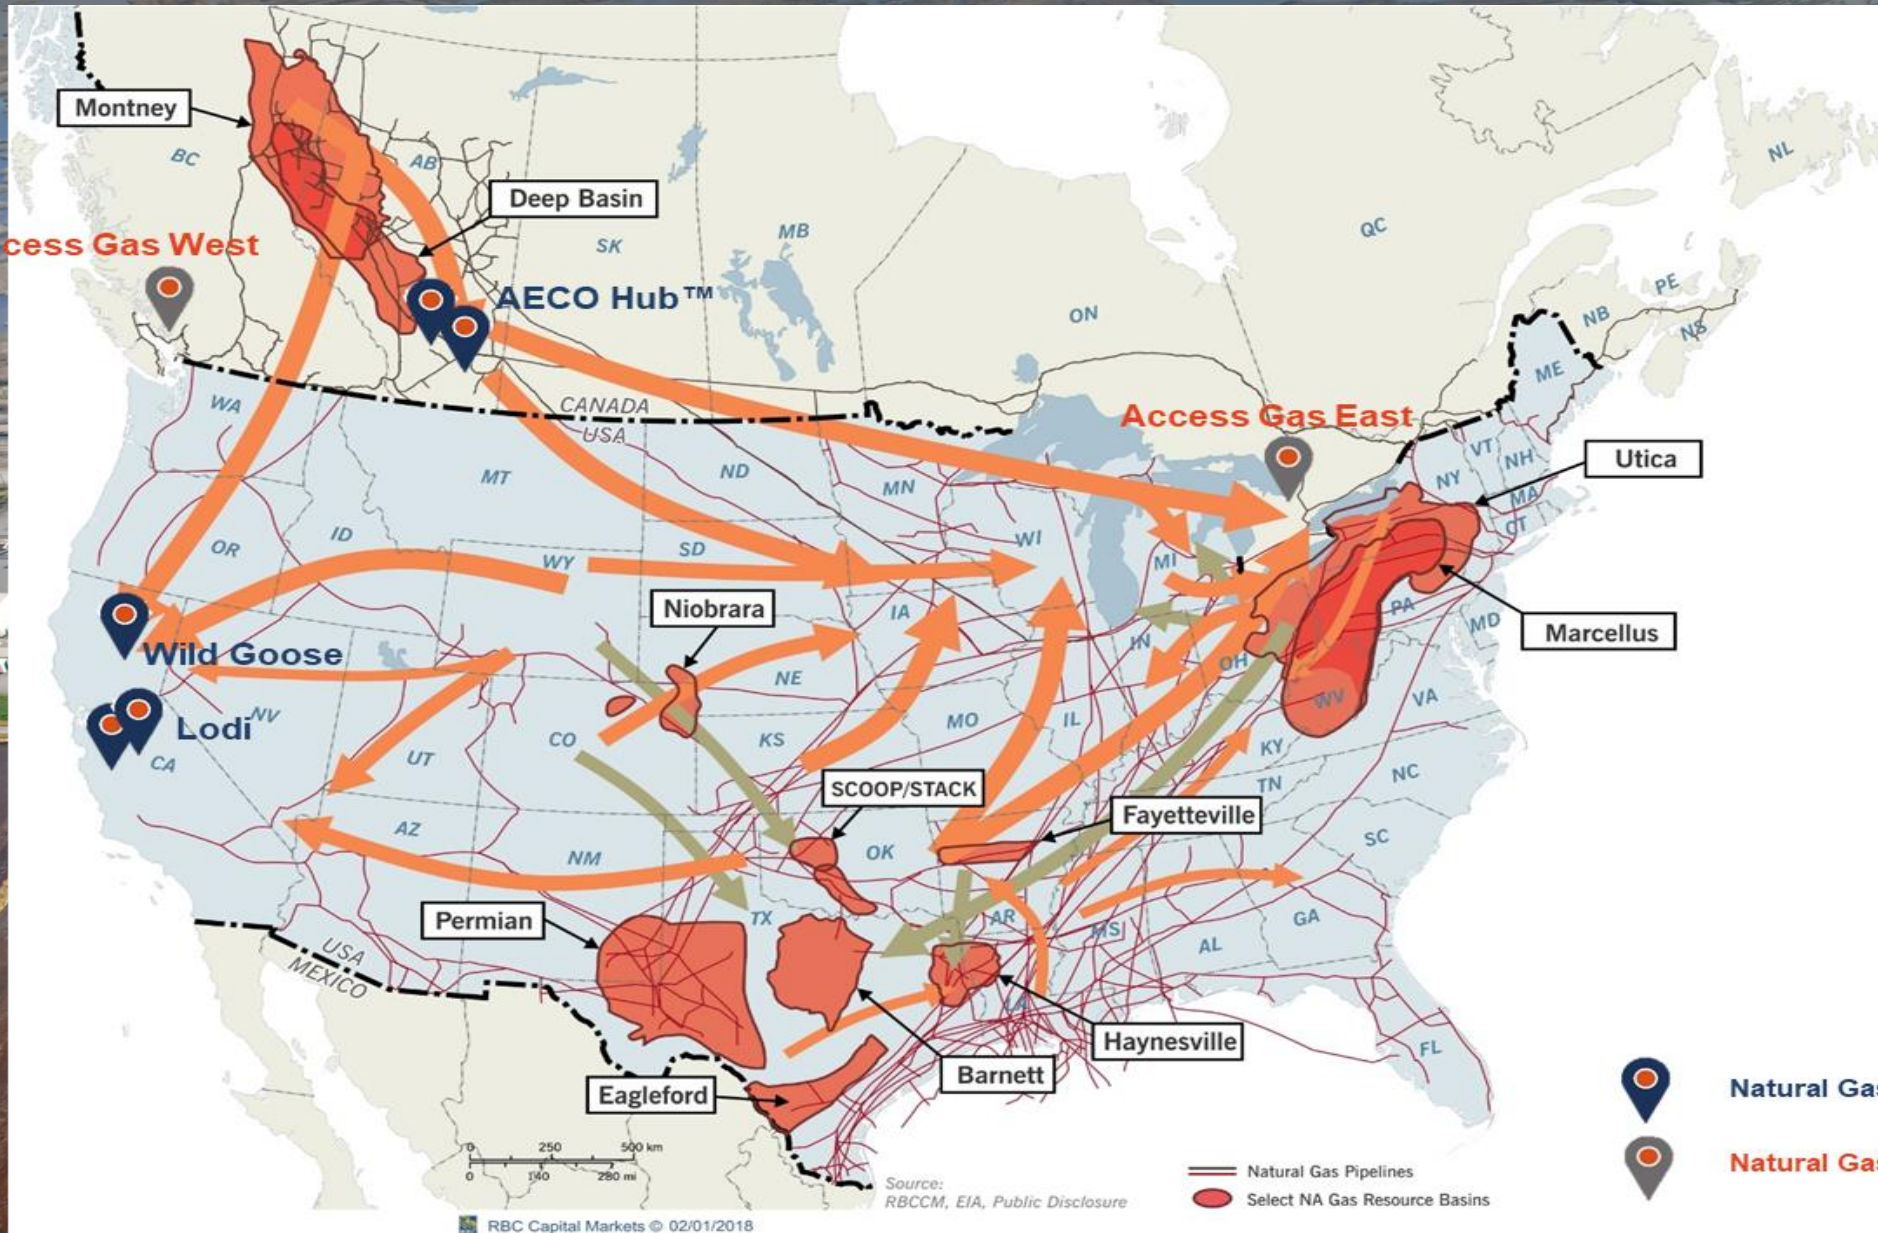 Montney
BC
AB
Deep Basin
SK
MB
QC
NL
cess Gas West
AECO Hub™
ON
PE
NB
NS
ME
WA
CANADA
USA
Access Gas East
MT
ND
MN
VT
NH
NY
MA
CT
Utica
OR
ID
WY
SD
WI
MI
Niobrara
IA
PA
MD
Marcellus
Wild Goose
IN
OH
NE
WV
VA
Lodi
NV
CA
UT
CO
KS
MO
IL
KY
TN
NC
SCOOP/STACK
Fayetteville
AZ
NM
OK
SC
Permian
TX
AR
MS
AL
GA
USA
MEXICO
LA
Haynesville
FL
Barnett
Eagleford
0 250 500 km
0 140 280 mi
Source:
RBCCM, EIA, Public Disclosure
Natural Gas Pipelines
Select NA Gas Resource Basins
Natural Gas
Natural Gas
RBC Capital Markets © 02/01/2018